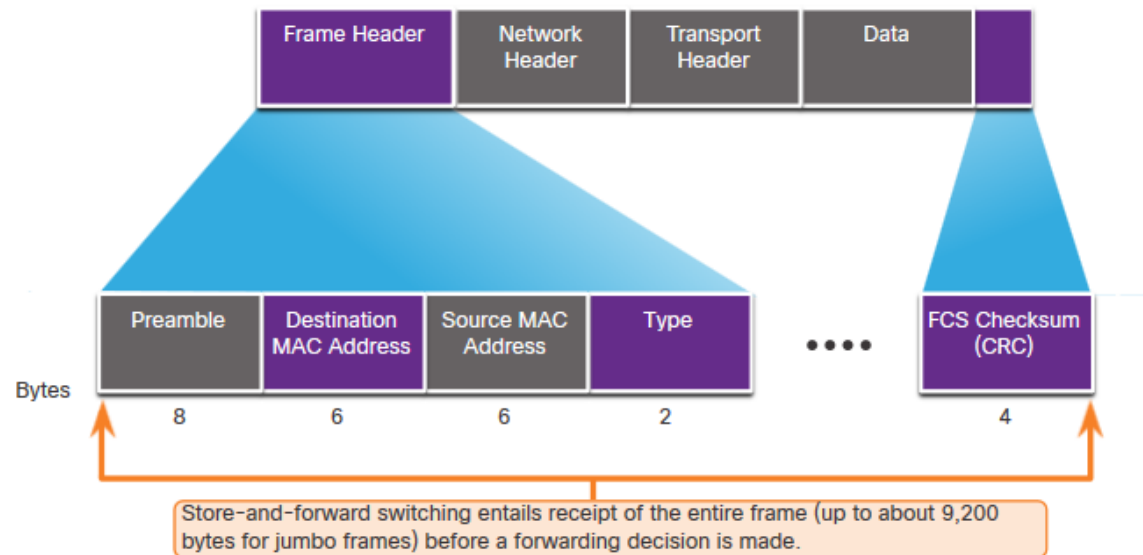 Frame Header
Network
Header
Transport
Header
Data
Preamble
Destination
MAC Address
Source MAC
Address
Type
FCS Checksum
(CRC)
Bytes
8
6
6
2
4
Store-and-forward switching entails receipt of the entire frame (up to about 9,200
bytes for jumbo frames) before a forwarding decision is made.